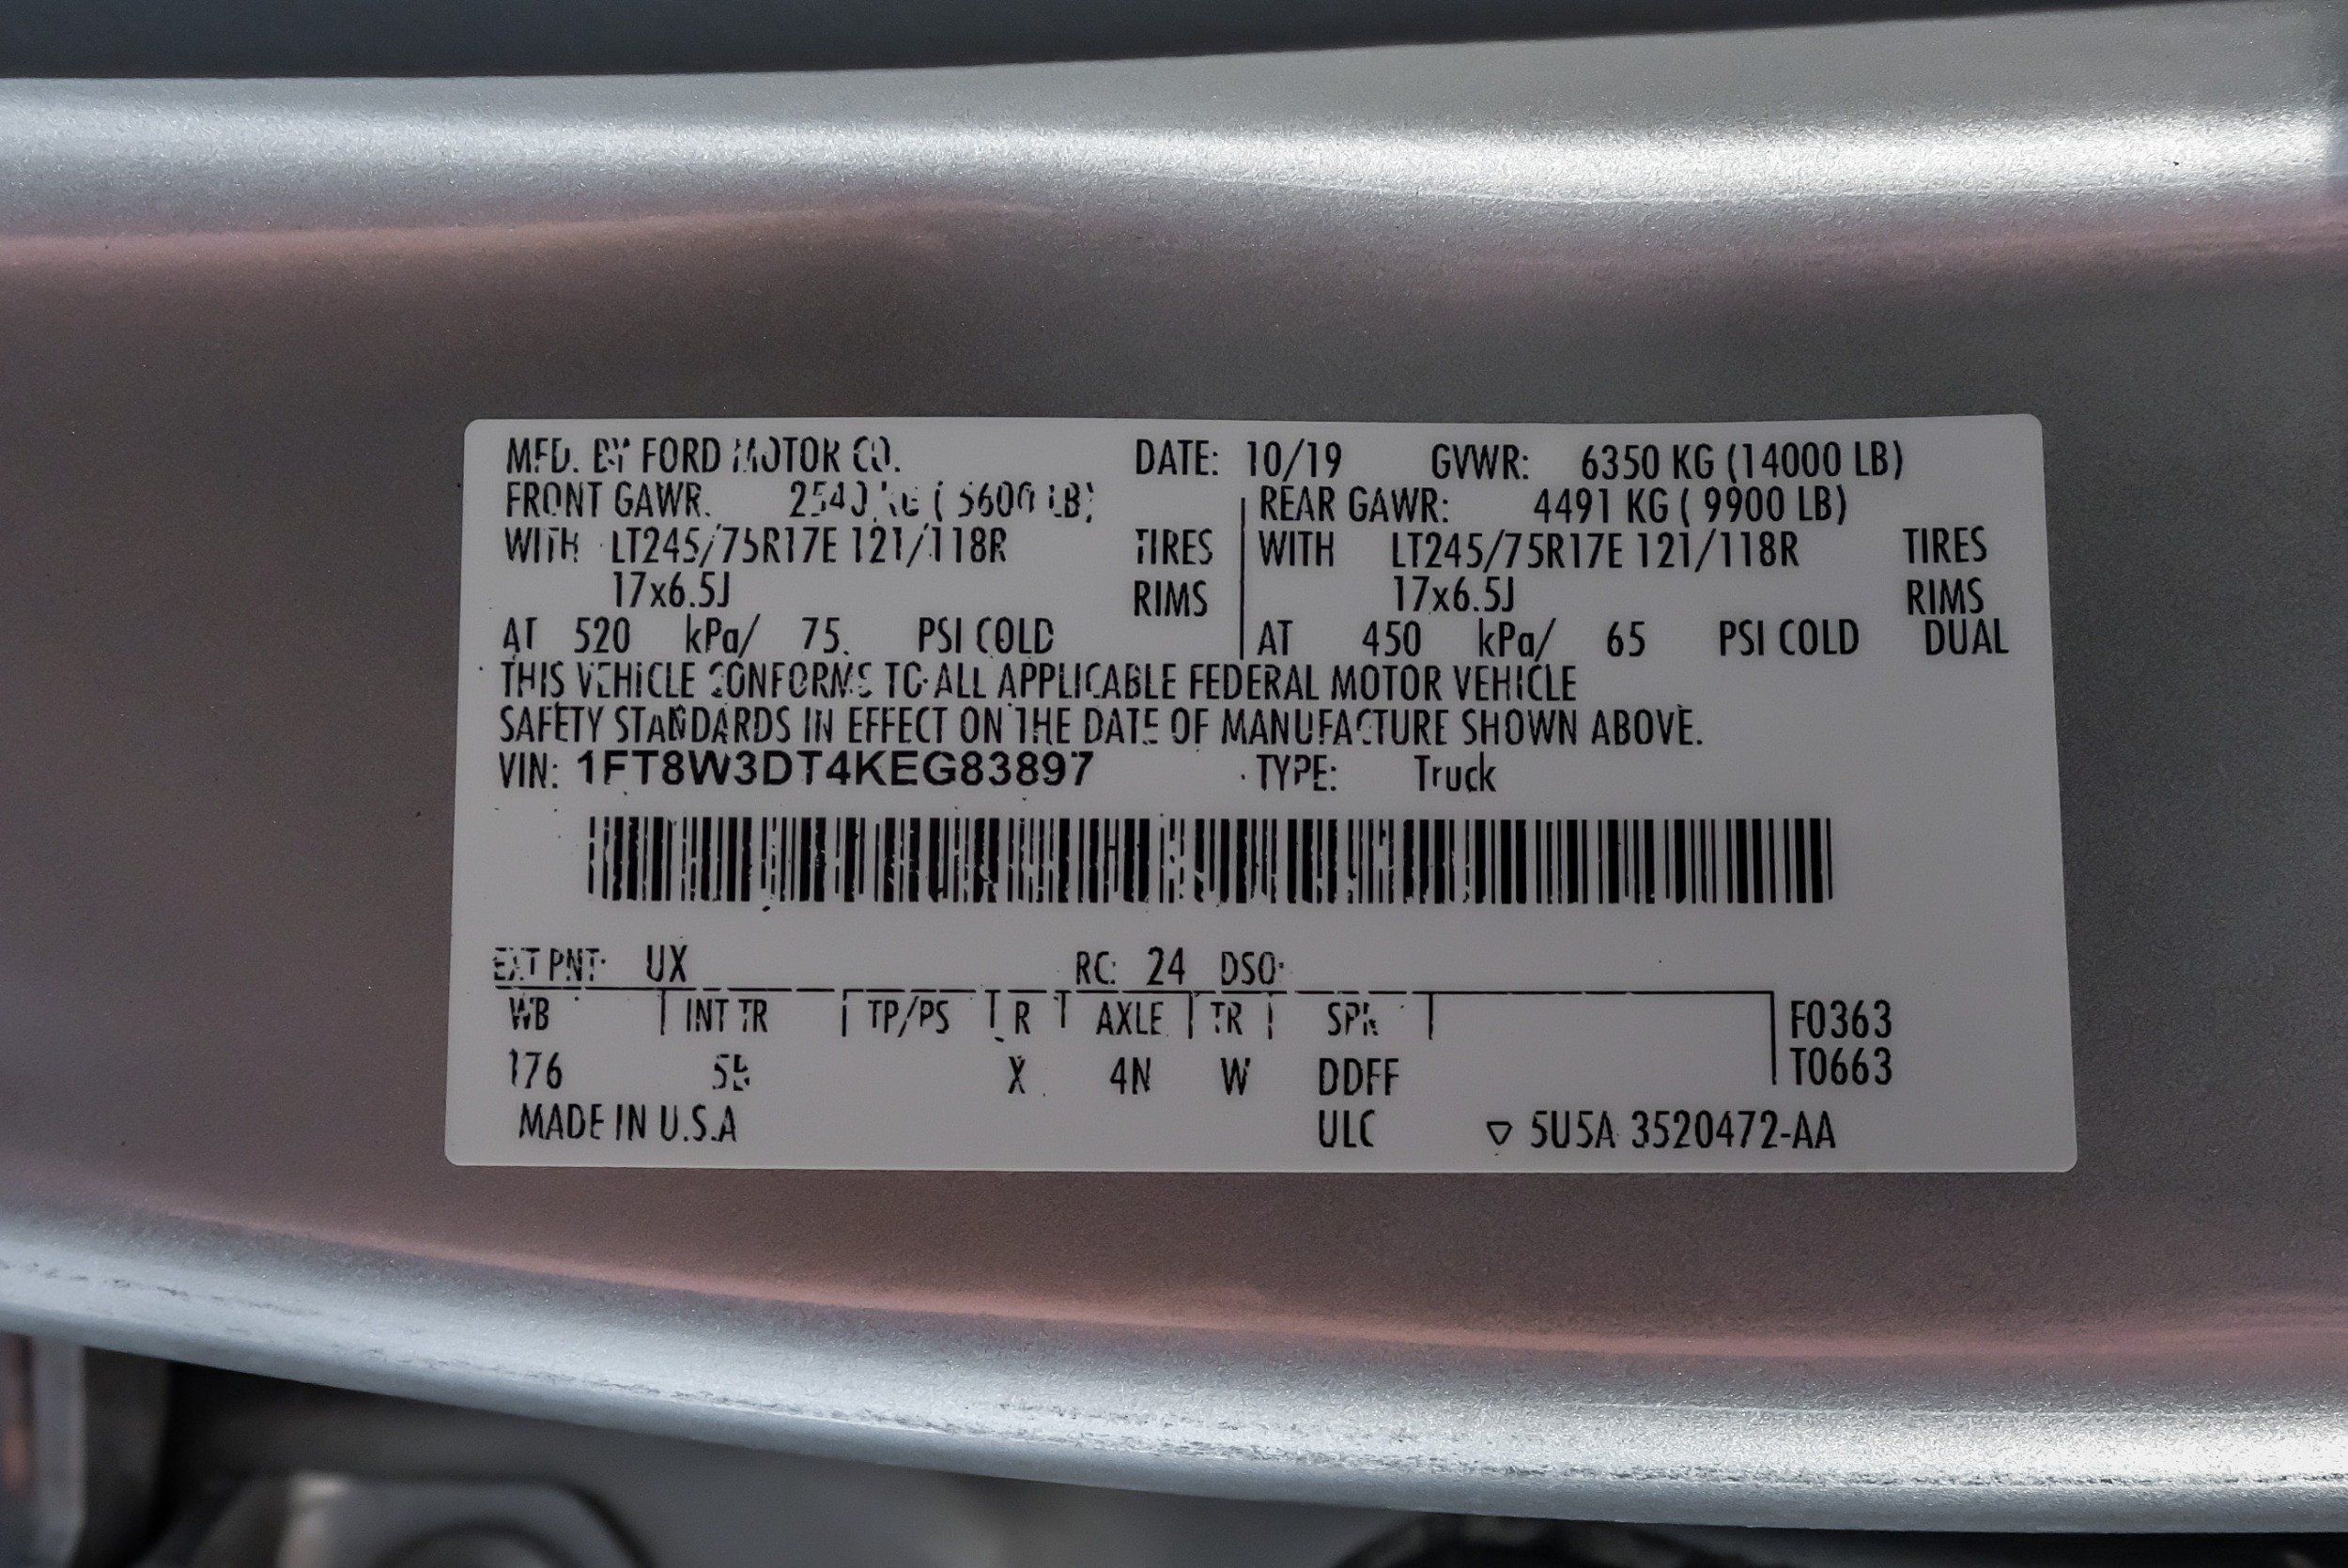 MFD. BY FORD MOTOR CO. DATE: 10/19 GVWR: 6350 KG (14000 LB)
FRONT GAWR: 2540 KG ( 5600 LB) REAR GAWR: 4491 KG ( 9900 LB)
WITH LT245/75R17E 121/118R TIRES WITH LT245/75R17E 121/118R TIRES
17x6.5J RIMS 17x6.5J RIMS
AT 520 kPa/ 75 PSI COLD AT 450 kPa/ 65 PSI COLD DUAL
THIS VEHICLE CONFORMS TO ALL APPLICABLE FEDERAL MOTOR VEHICLE
SAFETY STANDARDS IN EFFECT ON THE DATE OF MANUFACTURE SHOWN ABOVE.
VIN: 1FT8W3DT4KEG83897 TYPE: Truck
EXT PNT: UX RC: 24 DSO:
WB INT TR TP/PS R AXLE TR SPR F0363
176 X 4N W DDFF T0663
MADE IN U.S.A ULC ▽ 5U5A 3520472-AA